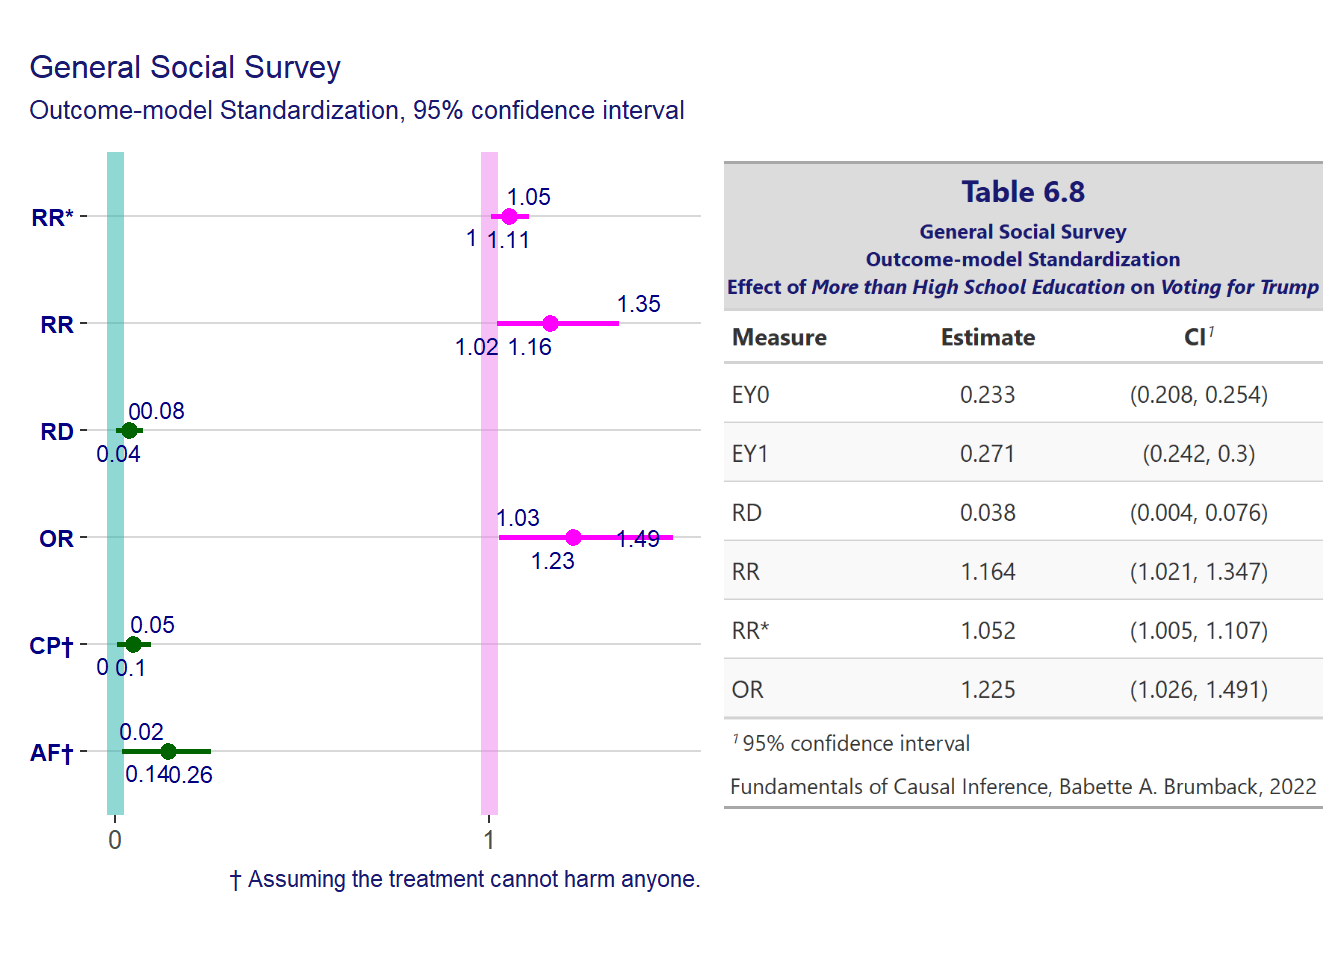 General Social Survey
Outcome-model Standardization, 95% confidence interval
RR*
1.05
1 1.11
RR
1.35
1.02 1.16
RD
0 0.08
0.04
OR
1.03
1.49
1.23
CP†
0.05
0 0.1
AF†
0.02
0.14 0.26
0 1
† Assuming the treatment cannot harm anyone.
Table 6.8
General Social Survey
Outcome-model Standardization
Effect of More than High School Education on Voting for Trump
Measure Estimate CI1
EY0 0.233 (0.208, 0.254)
EY1 0.271 (0.242, 0.3)
RD 0.038 (0.004, 0.076)
RR 1.164 (1.021, 1.347)
RR* 1.052 (1.005, 1.107)
OR 1.225 (1.026, 1.491)
1 95% confidence interval
Fundamentals of Causal Inference, Babette A. Brumback, 2022